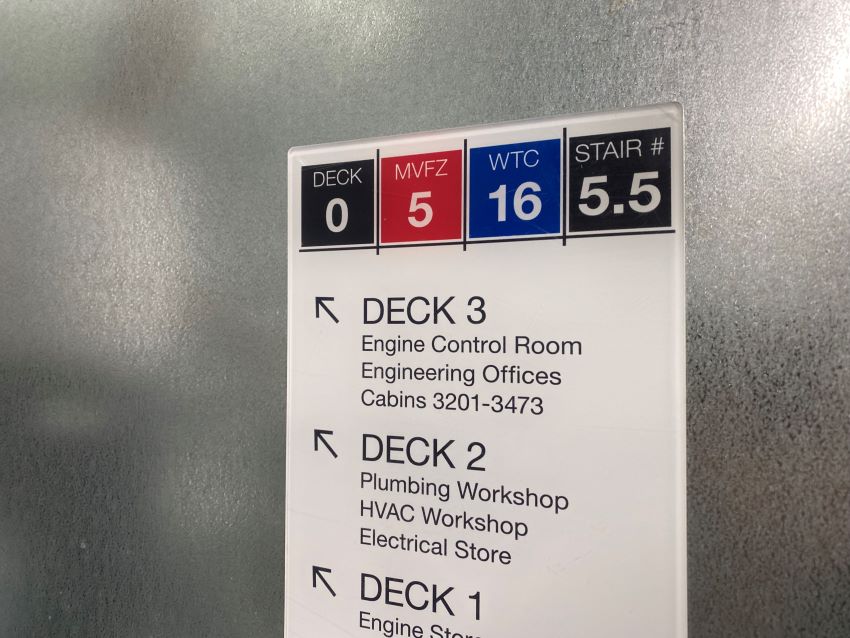 DECK MVFZ WTC STAIR #
0 5 16 5.5
DECK 3
Engine Control Room
Engineering Offices
Cabins 3201-3473
DECK 2
Plumbing Workshop
HVAC Workshop
Electrical Store
DECK 1
Engine